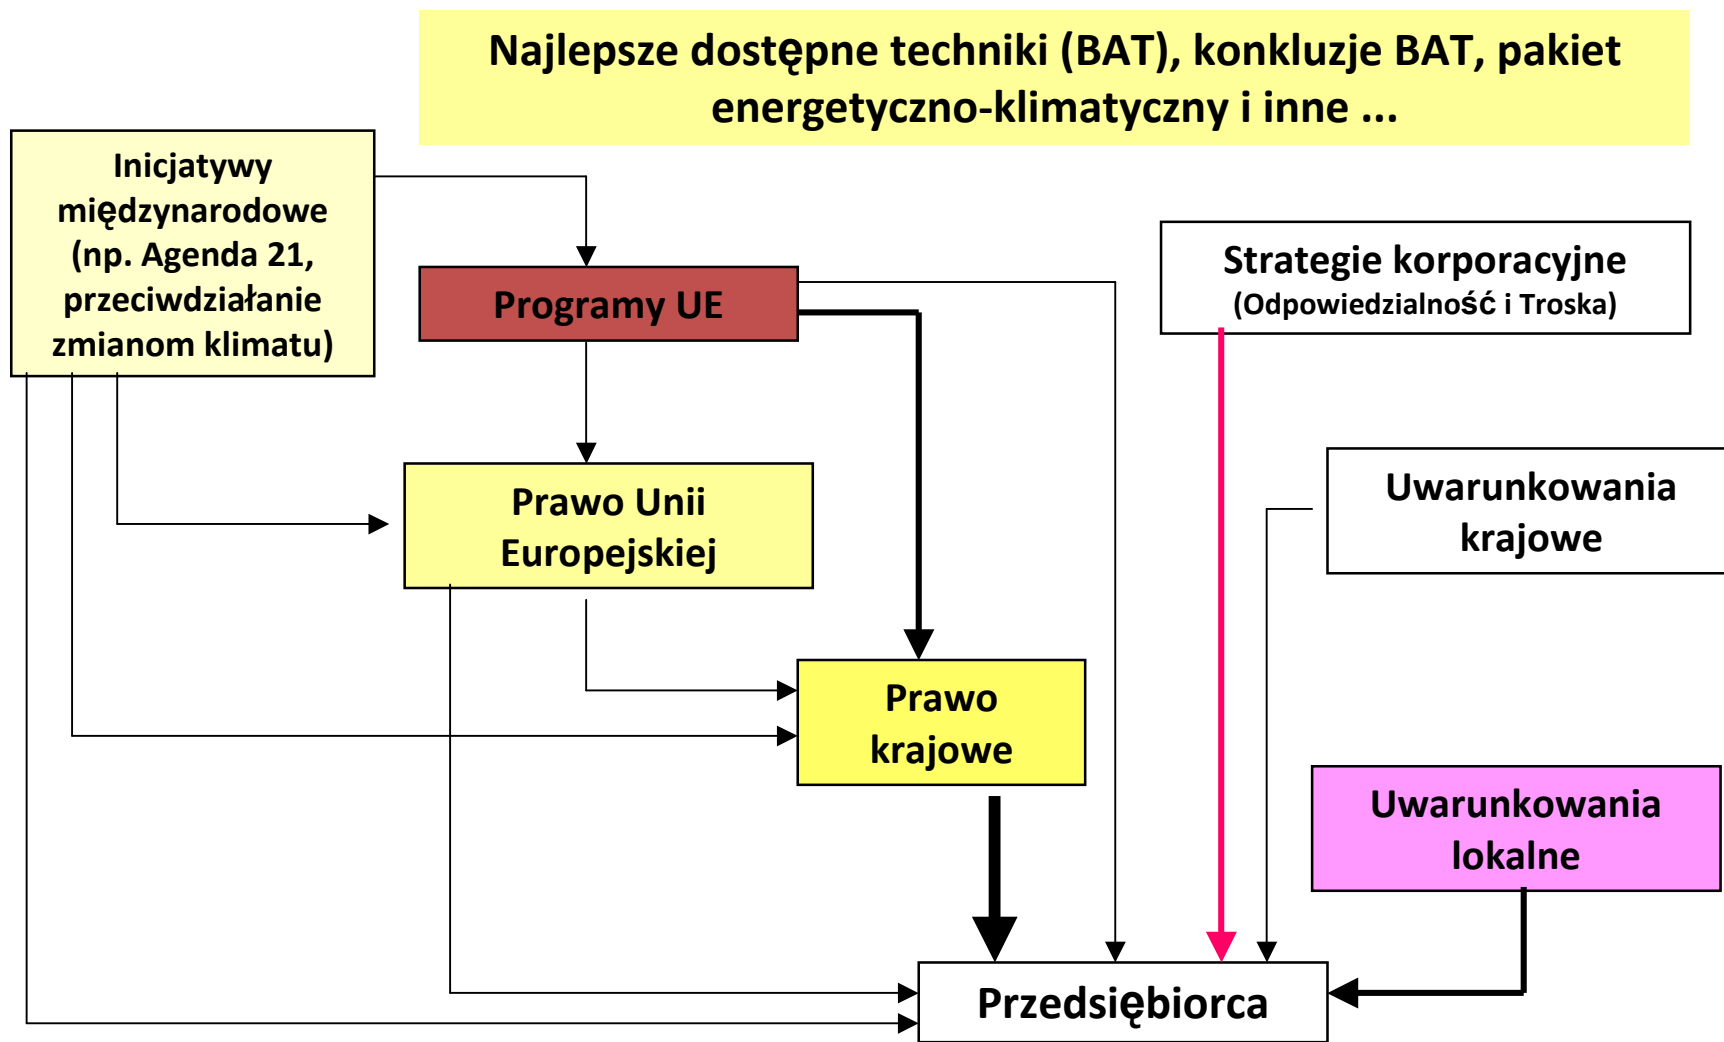 Najlepsze dostępne techniki (BAT), konkluzje BAT, pakiet
energetyczno-klimatyczny i inne ...
Inicjatywy
międzynarodowe
(np. Agenda 21,
przeciwdziałanie
zmianom klimatu)
Programy UE
Strategie korporacyjne
(Odpowiedzialność i Troska)
Prawo Unii
Europejskiej
Uwarunkowania
krajowe
Prawo
krajowe
Uwarunkowania
lokalne
Przedsiębiorca